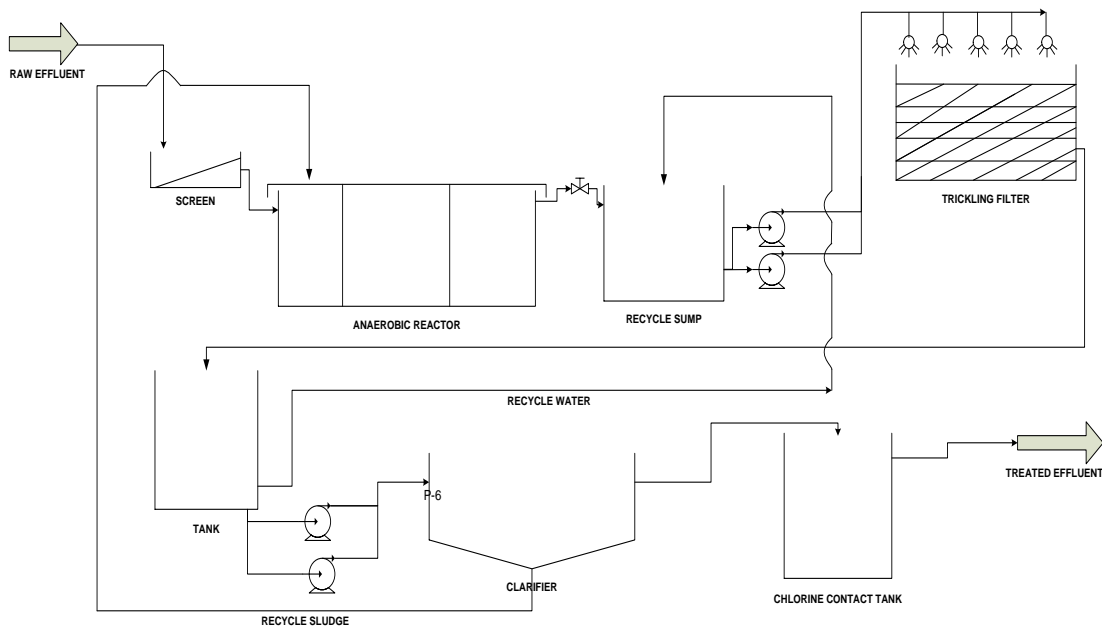 RAW EFFLUENT
SCREEN
TRICKLING FILTER
ANAEROBIC REACTOR
RECYCLE SUMP
RECYCLE WATER
TREATED EFFLUENT
P-6
TANK
CLARIFIER
CHLORINE CONTACT TANK
RECYCLE SLUDGE